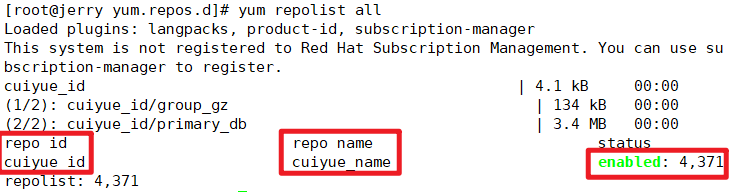 [root@jerry yum.repos.d]# yum repolist all
Loaded plugins: langpacks, product-id, subscription-manager
This system is not registered to Red Hat Subscription Management. You can use su
bscription-manager to register.
cuiyue_id | 4.1 kB 00:00
(1/2): cuiyue_id/group_gz | 134 kB 00:00
(2/2): cuiyue_id/primary_db | 3.4 MB 00:00
repo id repo name status
cuiyue_id cuiyue_name enabled: 4,371
repolist: 4,371